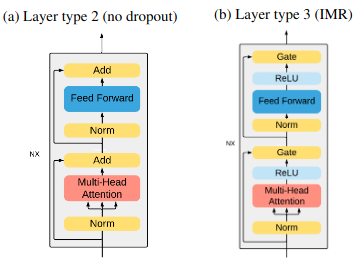 (a) Layer type 2 (no dropout)
Add
Feed Forward
Norm
NX
Add
Multi-Head
Attention
Norm
(b) Layer type 3 (IMR)
Gate
ReLU
Feed Forward
Norm
NX
Gate
ReLU
Multi-Head
Attention
Norm